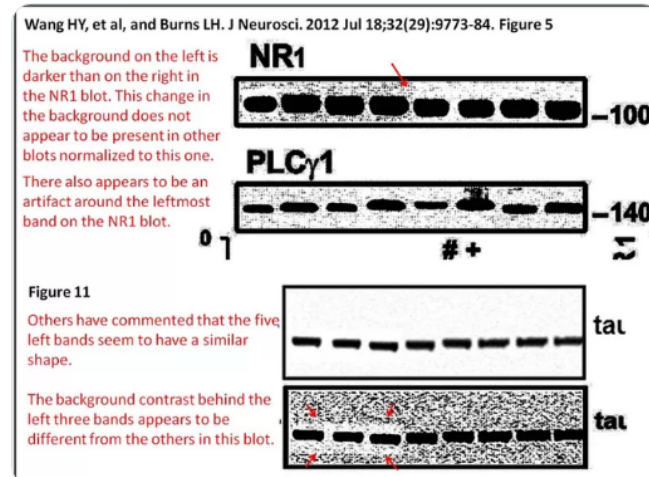 Wang HY, et al, and Burns LH. J Neurosci. 2012 Jul 18;32(29):9773-84. Figure 5
The background on the left is
darker than on the right in
the NR1 blot. This change in
the background does not
appear to be present in other
blots normalized to this one.
There also appears to be an
artifact around the leftmost
band on the NR1 blot.
NR1
–100
PLCγ1
–140
0
# +
Figure 11
Others have commented that the five
left bands seem to have a similar
shape.
tau
The background contrast behind the
left three bands appears to be
different from the others in this blot.
tau